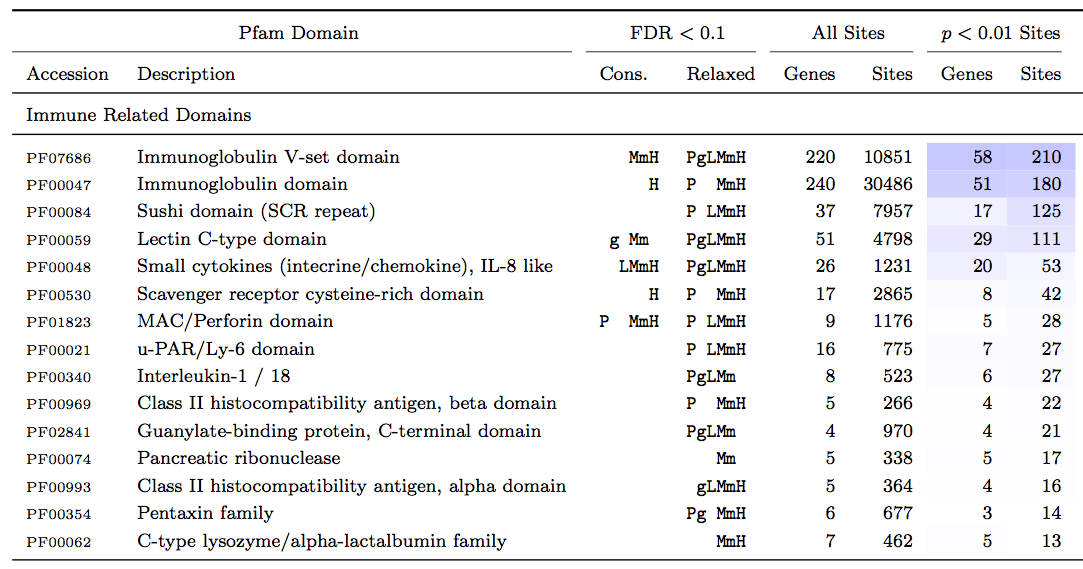 Pfam Domain FDR < 0.1 All Sites p < 0.01 Sites
Accession Description Cons. Relaxed Genes Sites Genes Sites
Immune Related Domains
PF07686 Immunoglobulin V-set domain MmH PgLMmH 220 10851 58 210
PF00047 Immunoglobulin domain H P MmH 240 30486 51 180
PF00084 Sushi domain (SCR repeat) P LMmH 37 7957 17 125
PF00059 Lectin C-type domain g Mm PgLMmH 51 4798 29 111
PF00048 Small cytokines (intecrine/chemokine), IL-8 like LMmH PgLMmH 26 1231 20 53
PF00530 Scavenger receptor cysteine-rich domain H P MmH 17 2865 8 42
PF01823 MAC/Perforin domain P MmH P LMmH 9 1176 5 28
PF00021 u-PAR/Ly-6 domain P LMmH 16 775 7 27
PF00340 Interleukin-1 / 18 PgLMm 8 523 6 27
PF00969 Class II histocompatibility antigen, beta domain P MmH 5 266 4 22
PF02841 Guanylate-binding protein, C-terminal domain PgLMm 4 970 4 21
PF00074 Pancreatic ribonuclease Mm 5 338 5 17
PF00993 Class II histocompatibility antigen, alpha domain gLMmH 5 364 4 16
PF00354 Pentaxin family Pg MmH 6 677 3 14
PF00062 C-type lysozyme/alpha-lactalbumin family MmH 7 462 5 13